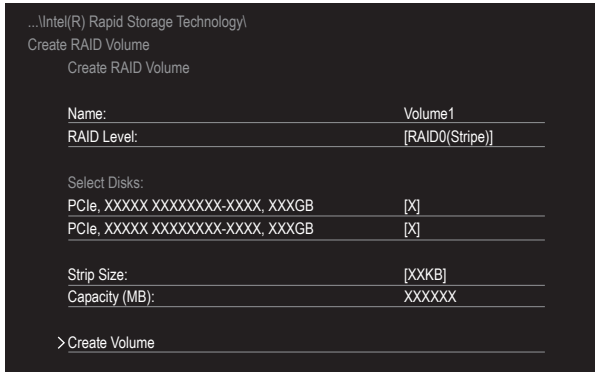 ...\Intel(R) Rapid Storage Technology\
Create RAID Volume
Create RAID Volume
Name: Volume1
RAID Level: [RAID0(Stripe)]
Select Disks:
PCIe, XXXXX XXXXXXXX-XXXX, XXXGB [X]
PCIe, XXXXX XXXXXXXX-XXXX, XXXGB [X]
Strip Size: [XXKB]
Capacity (MB): XXXXXX
>Create Volume